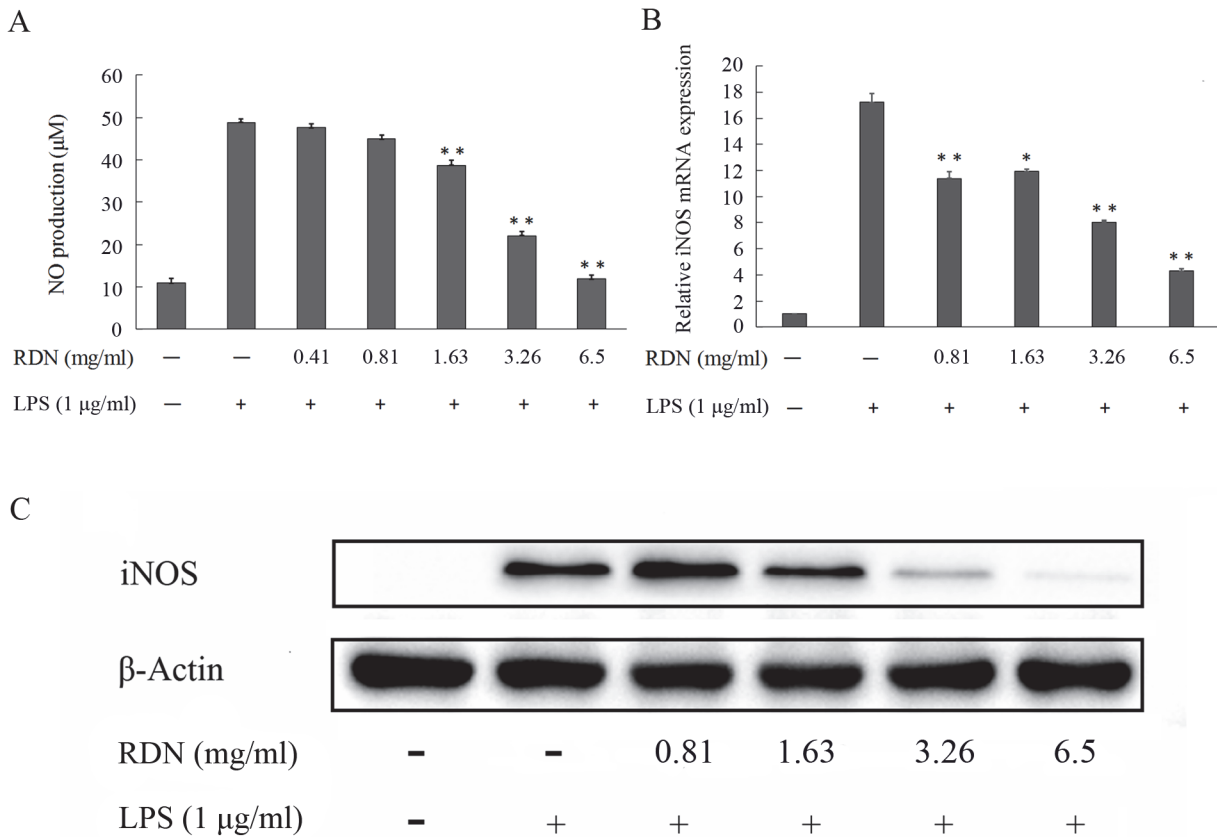 A
NO production (μM)
60
50
40
30
20
10
0
**
**
**
RDN (mg/ml) — — 0.41 0.81 1.63 3.26 6.5
LPS (1 μg/ml) — + + + + + +
B
Relative iNOS mRNA expression
20
18
16
14
12
10
8
6
4
2
0
**
*
**
**
RDN (mg/ml) — — 0.81 1.63 3.26 6.5
LPS (1 μg/ml) — + + + + +
C
iNOS
β-Actin
RDN (mg/ml) - - 0.81 1.63 3.26 6.5
LPS (1 μg/ml) - + + + + +